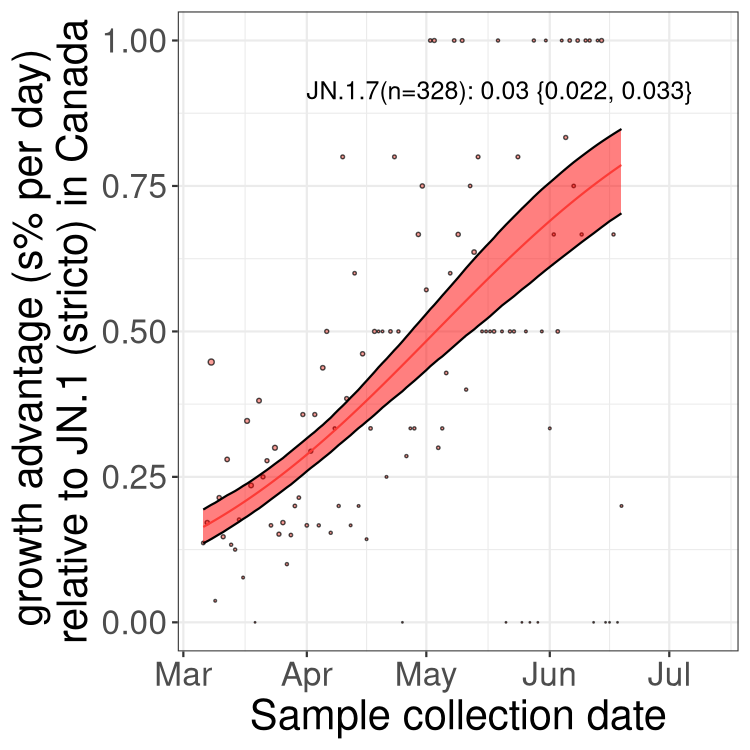 growth advantage (s% per day)
relative to JN.1 (stricto) in Canada
1.00
0.75
0.50
0.25
0.00
JN.1.7(n=328): 0.03 {0.022, 0.033}
Mar Apr May Jun Jul
Sample collection date